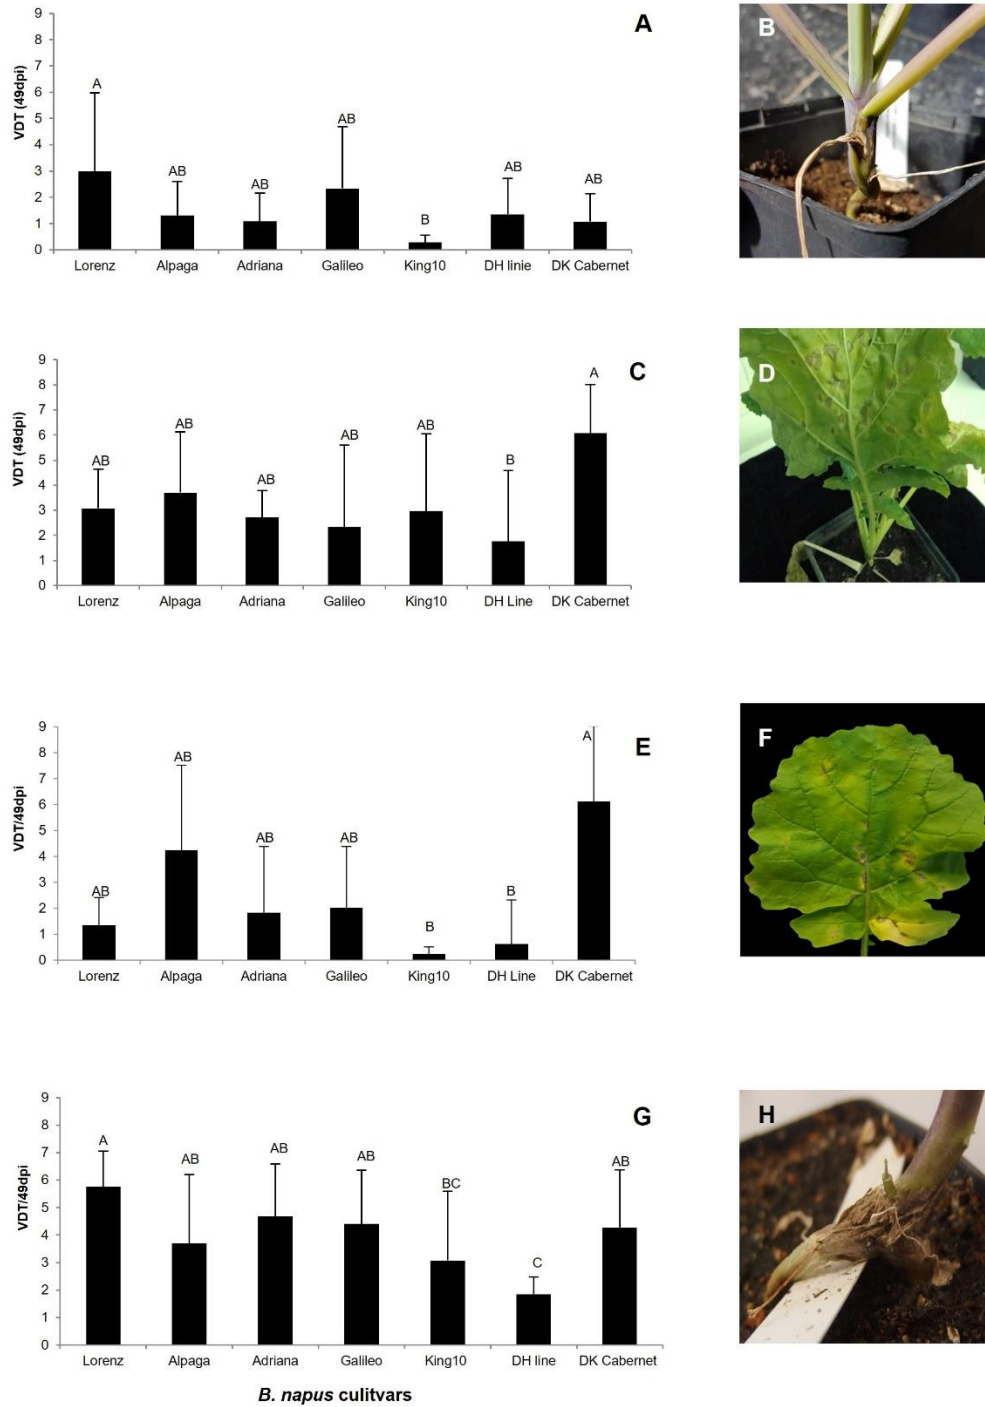 A
VDT (49dpi)
9
8
7
6
5
4
3
2
1
0
A
AB
AB
AB
B
AB
AB
Lorenz Alpaga Adriana Galileo King10 DH linie DK Cabernet
B
C
VDT (49dpi)
9
8
7
6
5
4
3
2
1
0
AB
AB
AB
AB
AB
B
A
Lorenz Alpaga Adriana Galileo King10 DH Line DK Cabernet
D
E
VDT/49dpi
9
8
7
6
5
4
3
2
1
0
AB
AB
AB
AB
B
B
A
Lorenz Alpaga Adriana Galileo King10 DH Line DK Cabernet
F
G
VDT/49dpi
9
8
7
6
5
4
3
2
1
0
A
AB
AB
AB
BC
C
AB
Lorenz Alpaga Adriana Galileo King10 DH line DK Cabernet
B. napus culitvars
H